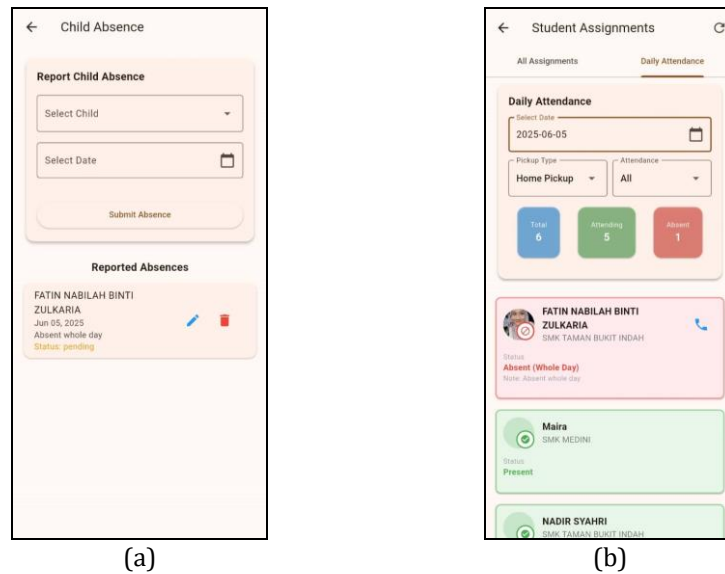 Child Absence
Report Child Absence
Select Child
Select Date
Submit Absence
Reported Absences
FATIN NABILAH BINTI
ZULKARIA
Jun 05, 2025
Absent whole day
Status: pending
(a)
Student Assignments
All Assignments
Daily Attendance
Daily Attendance
Select Date
2025-06-05
Pickup Type
Attendance
Home Pickup
All
Total
6
Attending
5
Absent
1
FATIN NABILAH BINTI
ZULKARIA
SMK TAMAN BUKIT INDAH
Status
Absent (Whole Day)
Note: Absent whole day
Maira
SMK MEDINI
Status
Present
NADIR SYAHRI
SMK TAMAN BUKIT INDAH
(b)